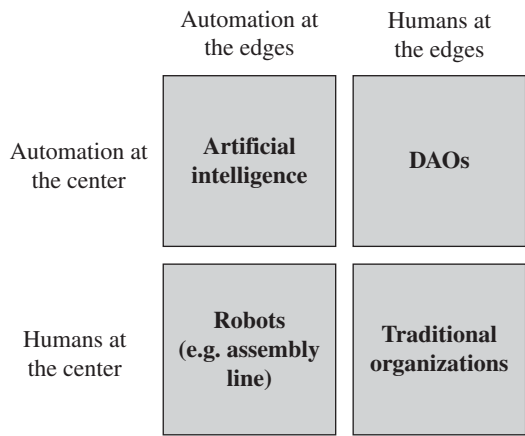 Automation at
the edges
Humans at
the edges
Automation at
the center
Artificial
intelligence
DAOs
Humans at
the center
Robots
(e.g. assembly
line)
Traditional
organizations